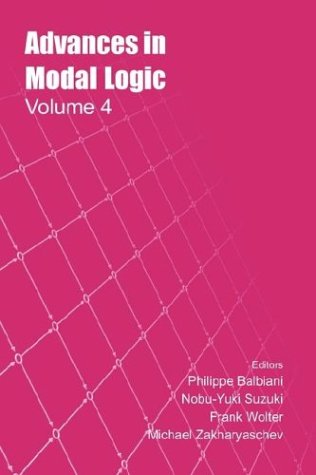 Advances in
Modal Logic
Volume 4
Editors
Philippe Balbiani
Nobu-Yuki Suzuki
Frank Wolter
Michael Zakharyaschev